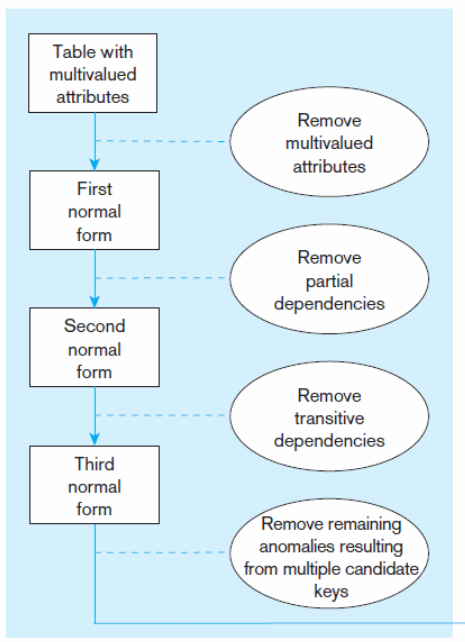 Table with
multivalued
attributes
Remove
multivalued
attributes
First
normal
form
Remove
partial
dependencies
Second
normal
form
Remove
transitive
dependencies
Third
normal
form
Remove remaining
anomalies resulting
from multiple candidate
keys